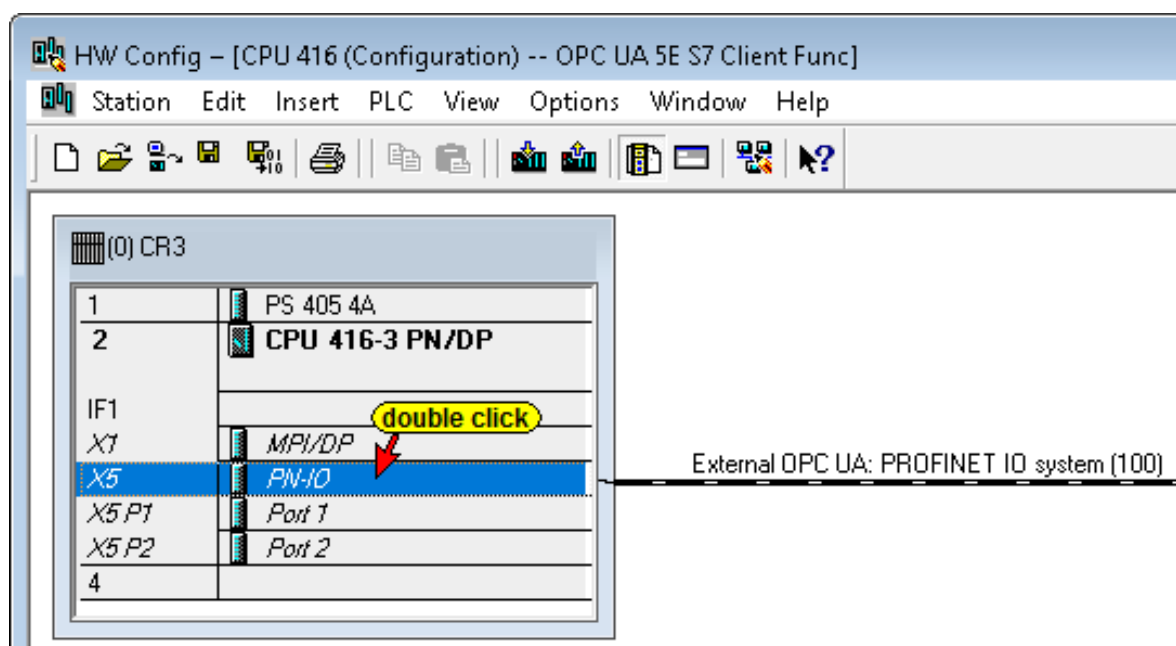 HW Config – [CPU 416 (Configuration) -- OPC UA 5E S7 Client Func]
Station Edit Insert PLC View Options Window Help
(0) CR3
1 PS 405 4A
2 CPU 416-3 PN/DP
IF1
double click
X1 MPI/DP
External OPC UA: PROFINET IO system (100)
X5 PN-IO
X5 P1 Port 1
X5 P2 Port 2
4